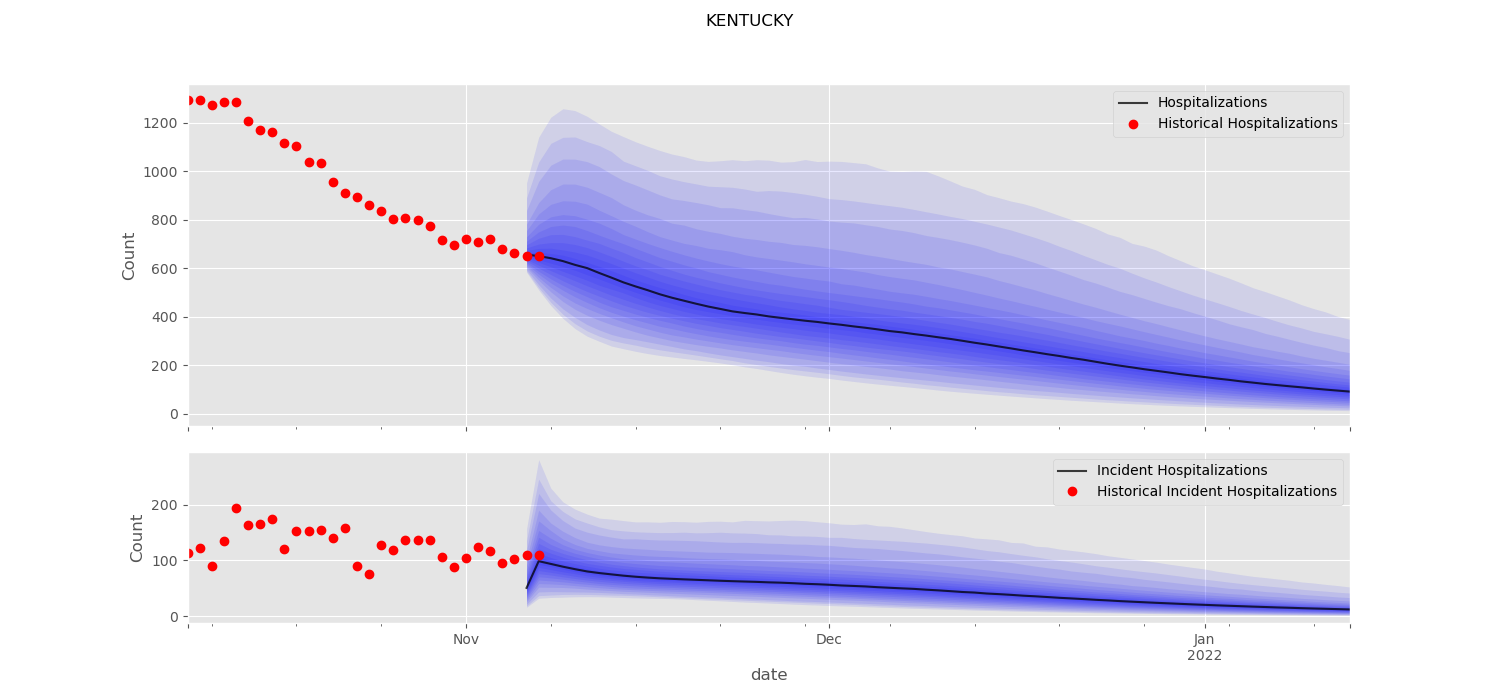 KENTUCKY
Hospitalizations
Historical Hospitalizations
1200
1000
800
600
400
200
0
Count
Incident Hospitalizations
Historical Incident Hospitalizations
200
100
0
Count
Nov
Dec
Jan
2022
date